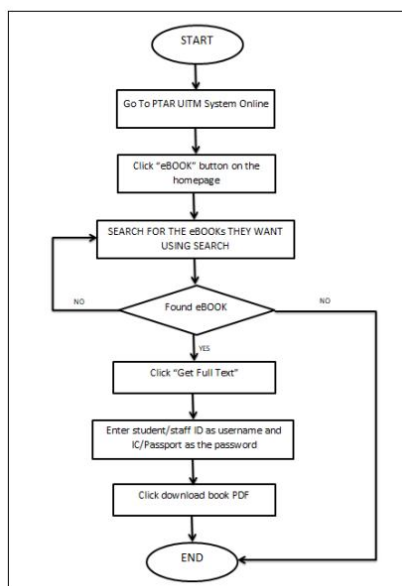 START
Go To PTAR UITM System Online
Click “eBOOK” button on the
homepage
SEARCH FOR THE eBOOKs THEY WANT
USING SEARCH
NO
Found eBOOK
NO
YES
Click “Get Full Text”
Enter student/staff ID as username and
IC/Passport as the password
Click download book PDF
END